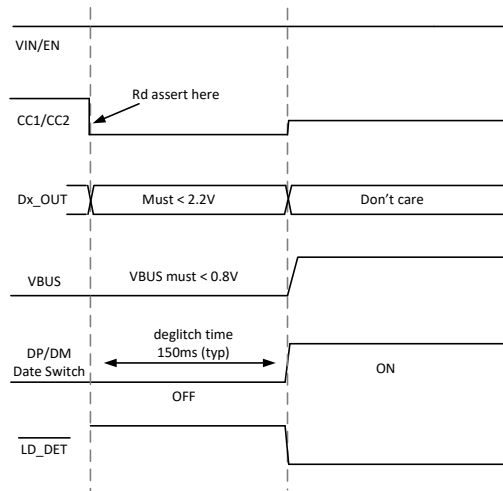 VIN/EN
Rd assert here
CC1/CC2
Dx_OUT
Must < 2.2V
Don't care
VBUS
VBUS must < 0.8V
deglitch time
150ms (typ)
DP/DM
Date Switch
ON
OFF
LD_DET